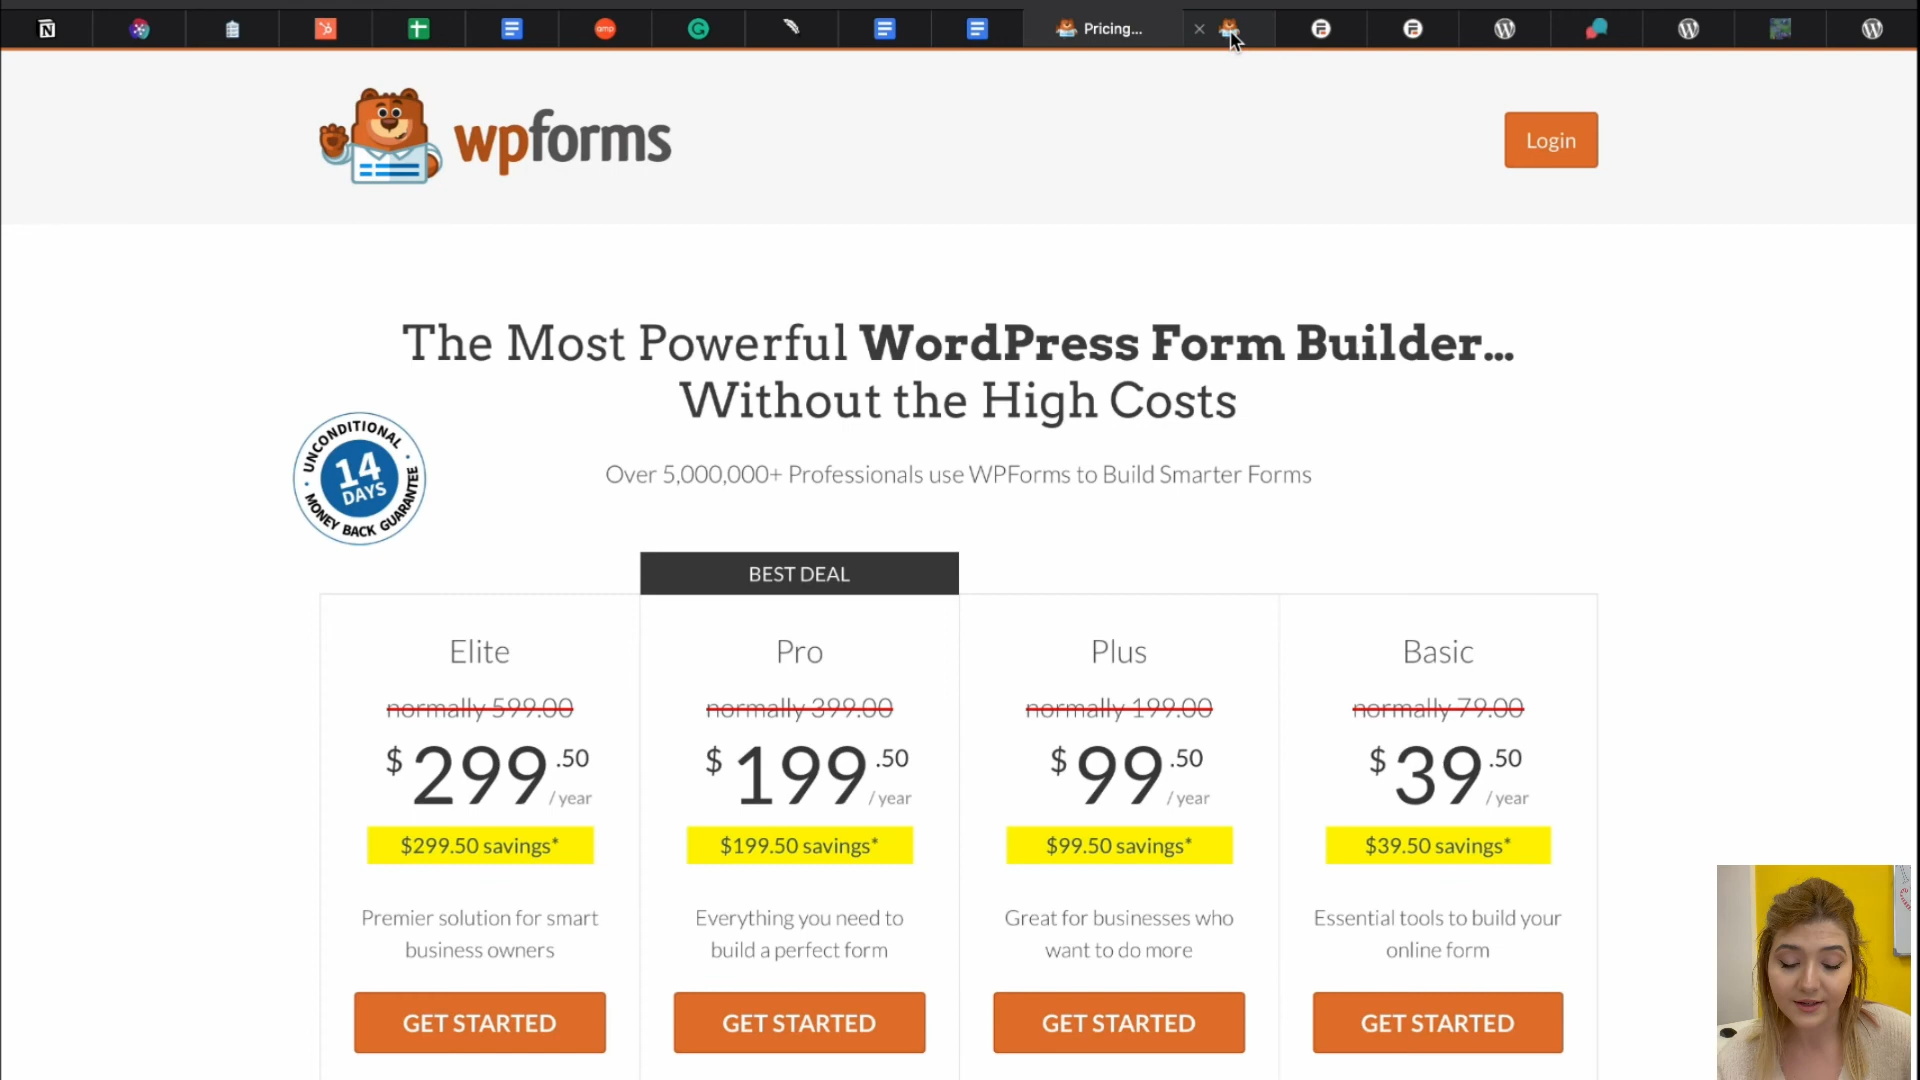 amp
Pricing...
wpforms
Login
The Most Powerful WordPress Form Builder...
Without the High Costs
UNCONDITIONAL
14
DAYS
MONEY BACK GUARANTEE
Over 5,000,000+ Professionals use WPForms to Build Smarter Forms
BEST DEAL
Elite
normally 599.00
$299.50 /year
$299.50 savings*
Premier solution for smart
business owners
GET STARTED
Pro
normally 399.00
$199.50 /year
$199.50 savings*
Everything you need to
build a perfect form
GET STARTED
Plus
normally 199.00
$99.50 /year
$99.50 savings*
Great for businesses who
want to do more
GET STARTED
Basic
normally 79.00
$39.50 /year
$39.50 savings*
Essential tools to build your
online form
GET STARTED